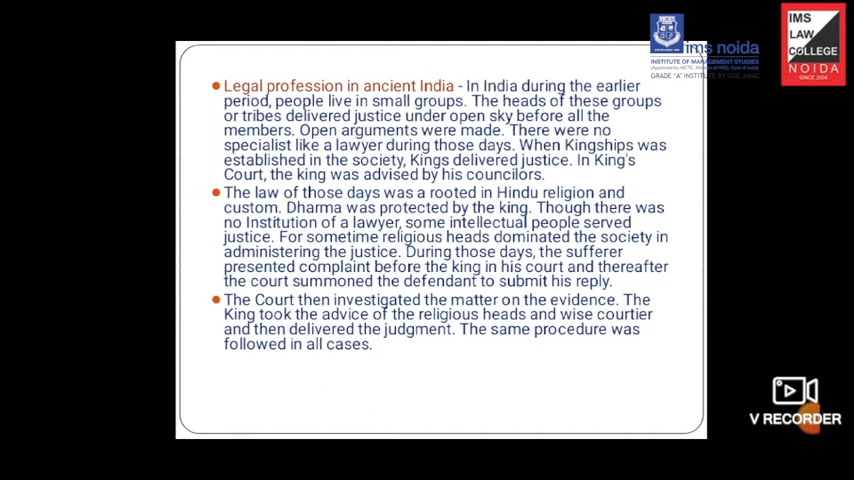 ims noida
INSTITUTE OF MANAGEMENT STUDIES
GRADE "A" INSTITUTE BY UGC-NAAC
IMS
LAW
COLLEGE
NOIDA
SINCE 2004
Legal profession in ancient India - In India during the earlier
period, people live in small groups. The heads of these groups
or tribes delivered justice under open sky before all the
members. Open arguments were made. There were no
specialist like a lawyer during those days. When Kingships was
established in the society, Kings delivered justice. In King's
Court, the king was advised by his councilors.
The law of those days was a rooted in Hindu religion and
custom. Dharma was protected by the king. Though there was
no Institution of a lawyer, some intellectual people served
justice. For sometime religious heads dominated the society in
administering the justice. During those days, the sufferer
presented complaint before the king in his court and thereafter
the court summoned the defendant to submit his reply.
The Court then investigated the matter on the evidence. The
King took the advice of the religious heads and wise courtier
and then delivered the judgment. The same procedure was
followed in all cases.
V RECORDER